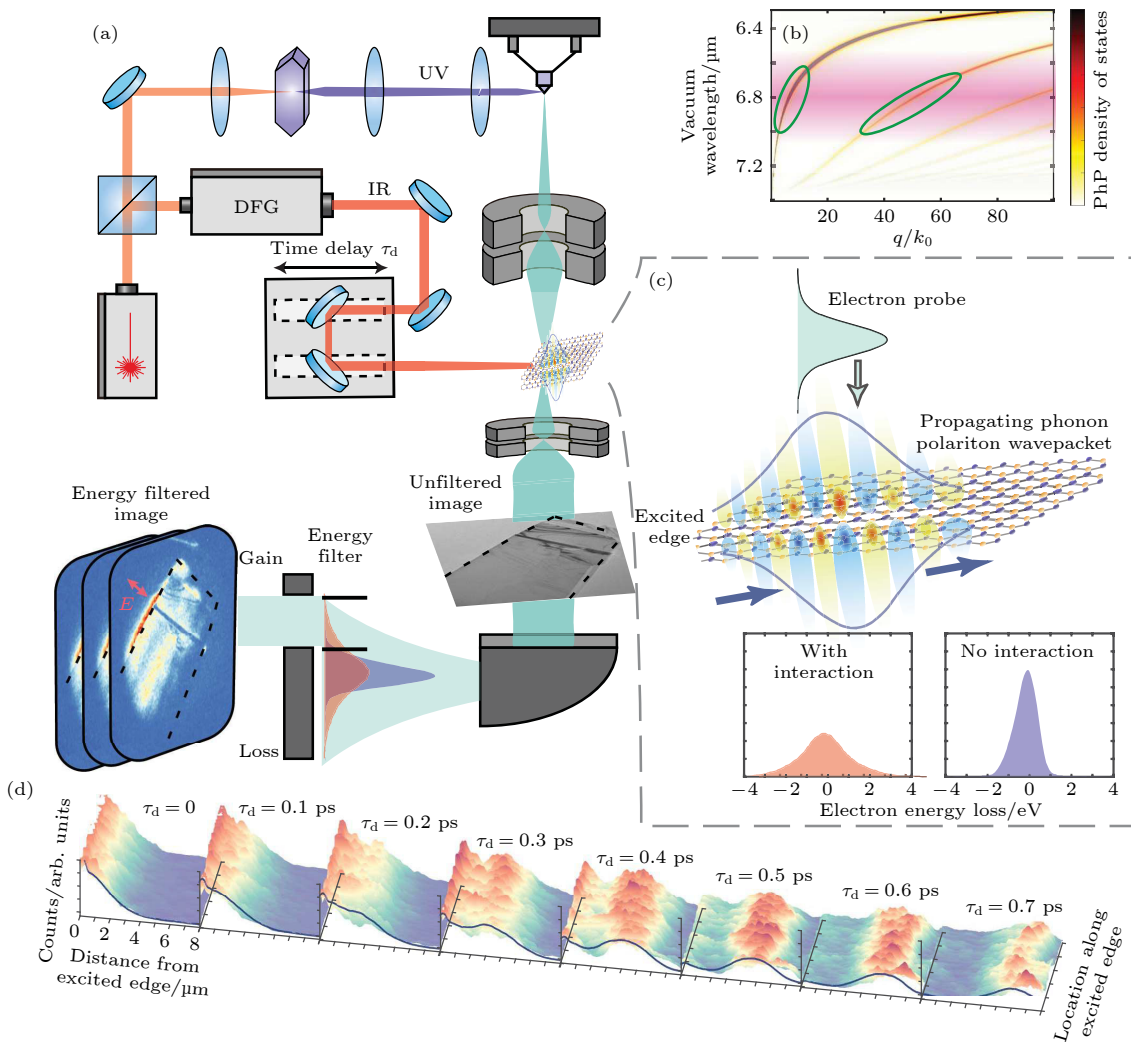 (a)
UV
IR
DFG
Time delay τd
(b)
Vacuum
wavelength/μm
6.4
6.8
7.2
20
40
60
80
q/k0
PhP density of states
(c)
Electron probe
Propagating phonon
polariton wavepacket
Excited
edge
With
interaction
No interaction
−4 −2 0 2 4
−4 −2 0 2 4
Electron energy loss/eV
Unfiltered
image
Energy filtered
image
Energy
filter
Gain
Loss
E
(d)
Counts/arb. units
τd = 0
τd = 0.1 ps
τd = 0.2 ps
τd = 0.3 ps
τd = 0.4 ps
τd = 0.5 ps
τd = 0.6 ps
τd = 0.7 ps
0 2 4 6 8
Distance from
excited edge/μm
Location along
excited edge